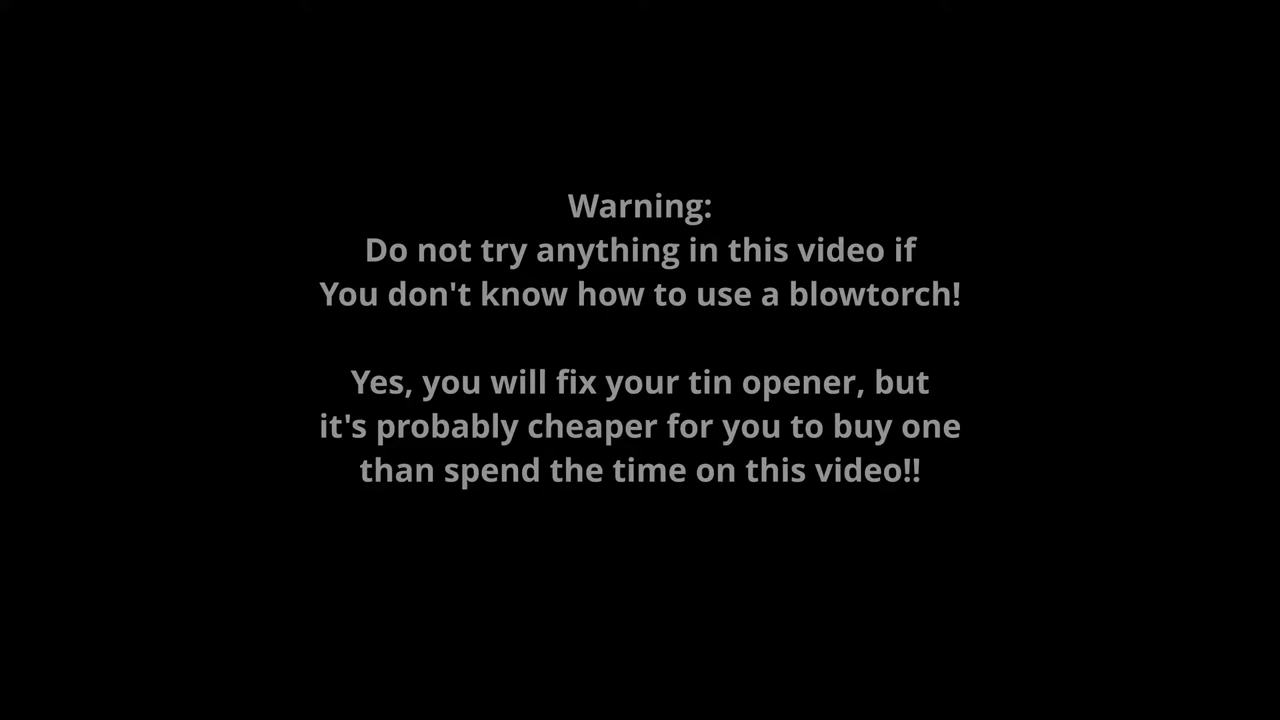 Warning:
Do not try anything in this video if
You don't know how to use a blowtorch!
Yes, you will fix your tin opener, but
it's probably cheaper for you to buy one
than spend the time on this video!!